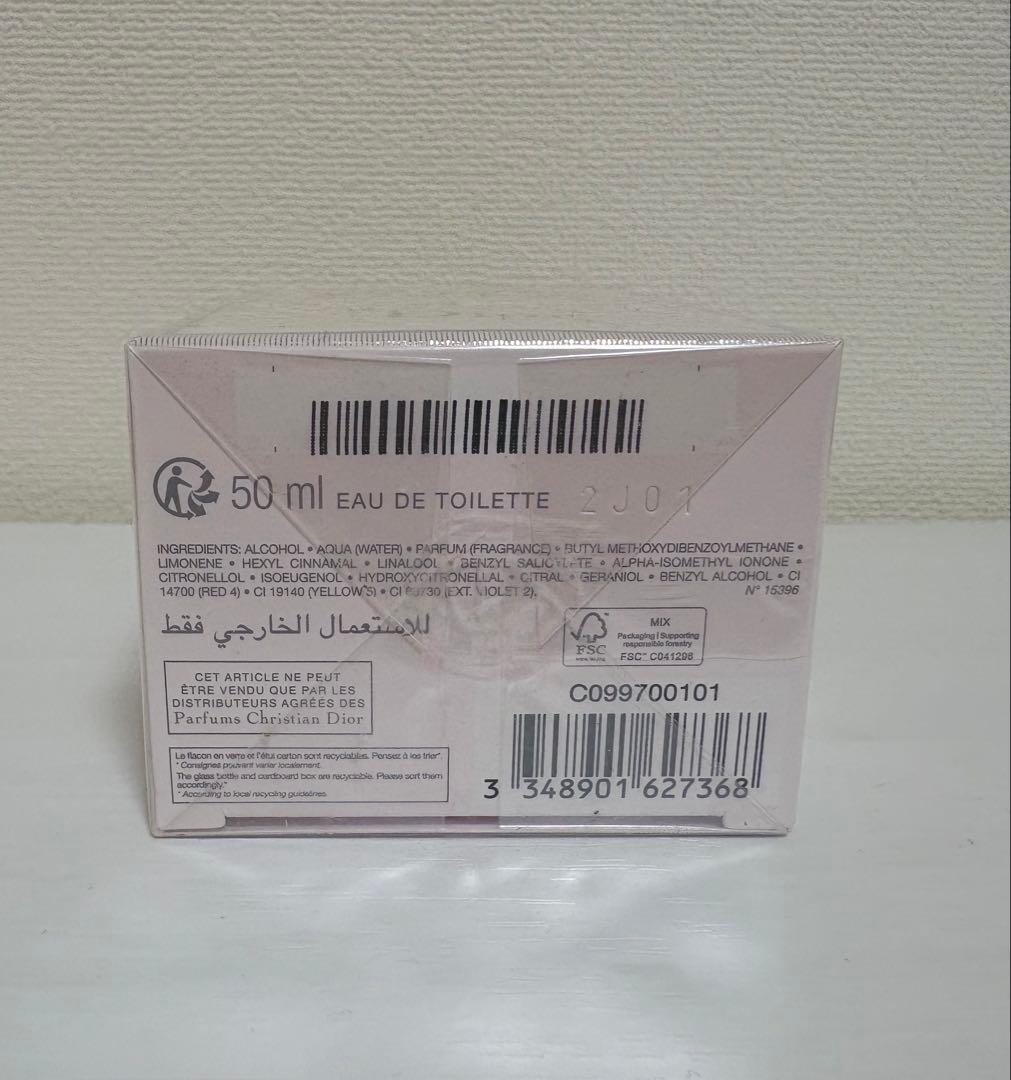 50 ml EAU DE TOILETTE 2J01
INGREDIENTS: ALCOHOL • AQUA (WATER) • PARFUM (FRAGRANCE) • BUTYL METHOXYDIBENZOYLMETHANE •
LIMONENE • HEXYL CINNAMAL • LINALOOL • BENZYL SALICYLATE • ALPHA-ISOMETHYL IONONE •
CITRONELLOL • ISOEUGENOL • HYDROXYCITRONELLAL • CITRAL • GERANIOL • BENZYL ALCOHOL • CI
14700 (RED 4) • CI 19140 (YELLOW 5) • CI 60730 (EXT. VIOLET 2). N° 15396
للاستعمال الخارجي فقط
FSC
MIX
Packaging | Supporting
responsible forestry
FSC™ C041298
CET ARTICLE NE PEUT
ÊTRE VENDU QUE PAR LES
DISTRIBUTEURS AGRÉÉS DES
Parfums Christian Dior
C099700101
Le flacon en verre et l'étui carton sont recyclables. Pensez à les trier*.
* Consignes pouvant varier localement.
The glass bottle and cardboard box are recyclable. Please sort them
accordingly.*
* According to local recycling guidelines.
3 348901 627368